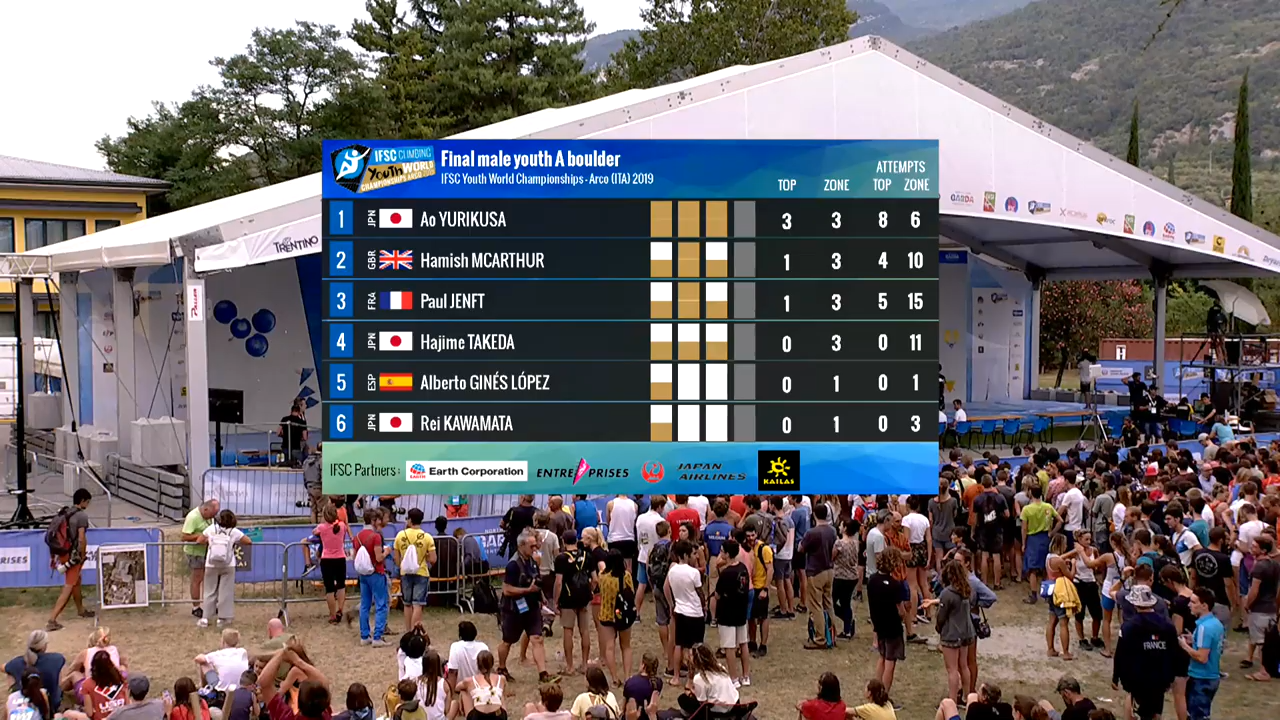 IFSC CLIMBING
YouTH WORLD
CHAMPIONSHIPS ARCO 2019
FInal male youth A boulder
IFSC Youth World Championships - Arco (ITA) 2019
ATTEMPTS
TOP ZONE TOP ZONE
1 JPN Ao YURIKUSA 3 3 8 6
2 GBR Hamish MCARTHUR 1 3 4 10
3 FRA Paul JENFT 1 3 5 15
4 JPN Hajime TAKEDA 0 3 0 11
5 ESP Alberto GINÉS LÓPEZ 0 1 0 1
6 JPN Rei KAWAMATA 0 1 0 3
IFSC Partners : EARTH Earth Corporation ENTRE PRISES JAPAN AIRLINES KAILAS
TRENTINO
GARDA
PRISES
FRANCE